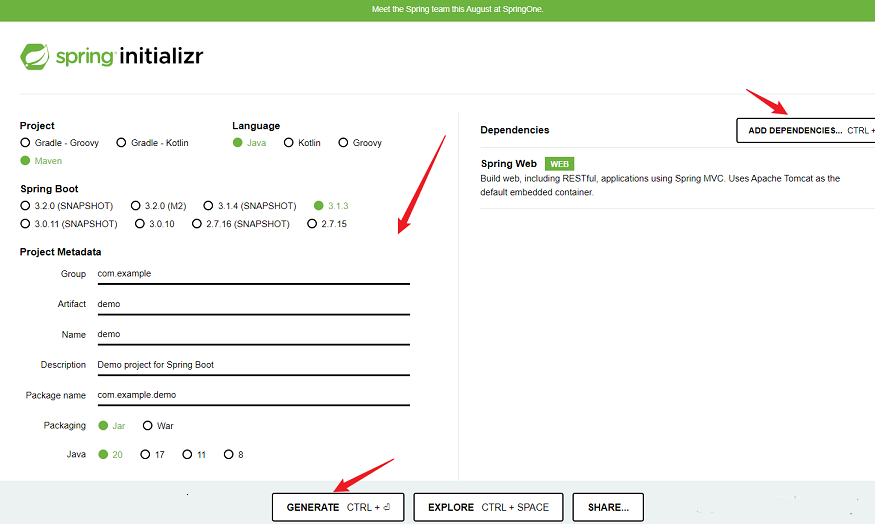 Meet the Spring team this August at SpringOne.
spring initializr
Project
Gradle - Groovy Gradle - Kotlin
Maven
Language
Java Kotlin Groovy
Spring Boot
3.2.0 (SNAPSHOT) 3.2.0 (M2) 3.1.4 (SNAPSHOT) 3.1.3
3.0.11 (SNAPSHOT) 3.0.10 2.7.16 (SNAPSHOT) 2.7.15
Project Metadata
Group com.example
Artifact demo
Name demo
Description Demo project for Spring Boot
Package name com.example.demo
Packaging Jar War
Java 20 17 11 8
Dependencies ADD DEPENDENCIES... CTRL +
Spring Web WEB
Build web, including RESTful, applications using Spring MVC. Uses Apache Tomcat as the
default embedded container.
GENERATE CTRL + ⏎ EXPLORE CTRL + SPACE SHARE...